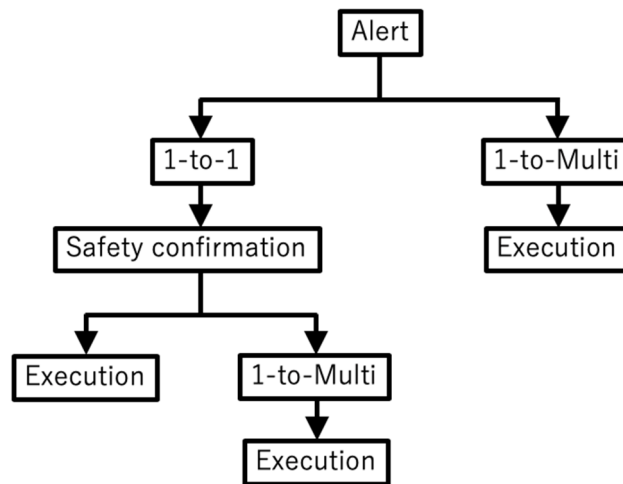 Alert
1-to-1
1-to-Multi
Safety confirmation
Execution
Execution
1-to-Multi
Execution